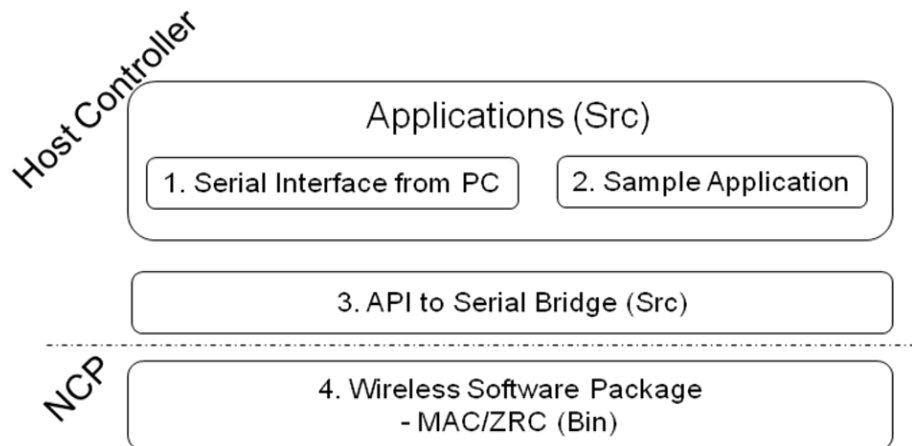 Host Controller
Applications (Src)
1. Serial Interface from PC
2. Sample Application
3. API to Serial Bridge (Src)
NCP
4. Wireless Software Package
- MAC/ZRC (Bin)